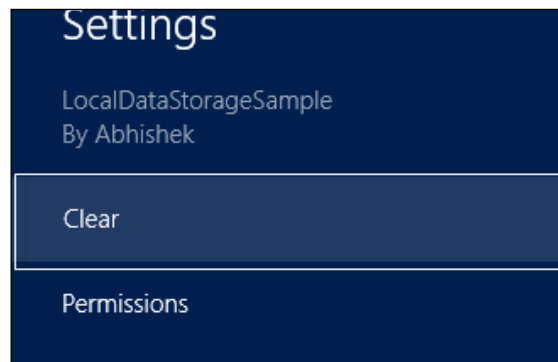 Settings
LocalDataStorageSample
By Abhishek
Clear
Permissions